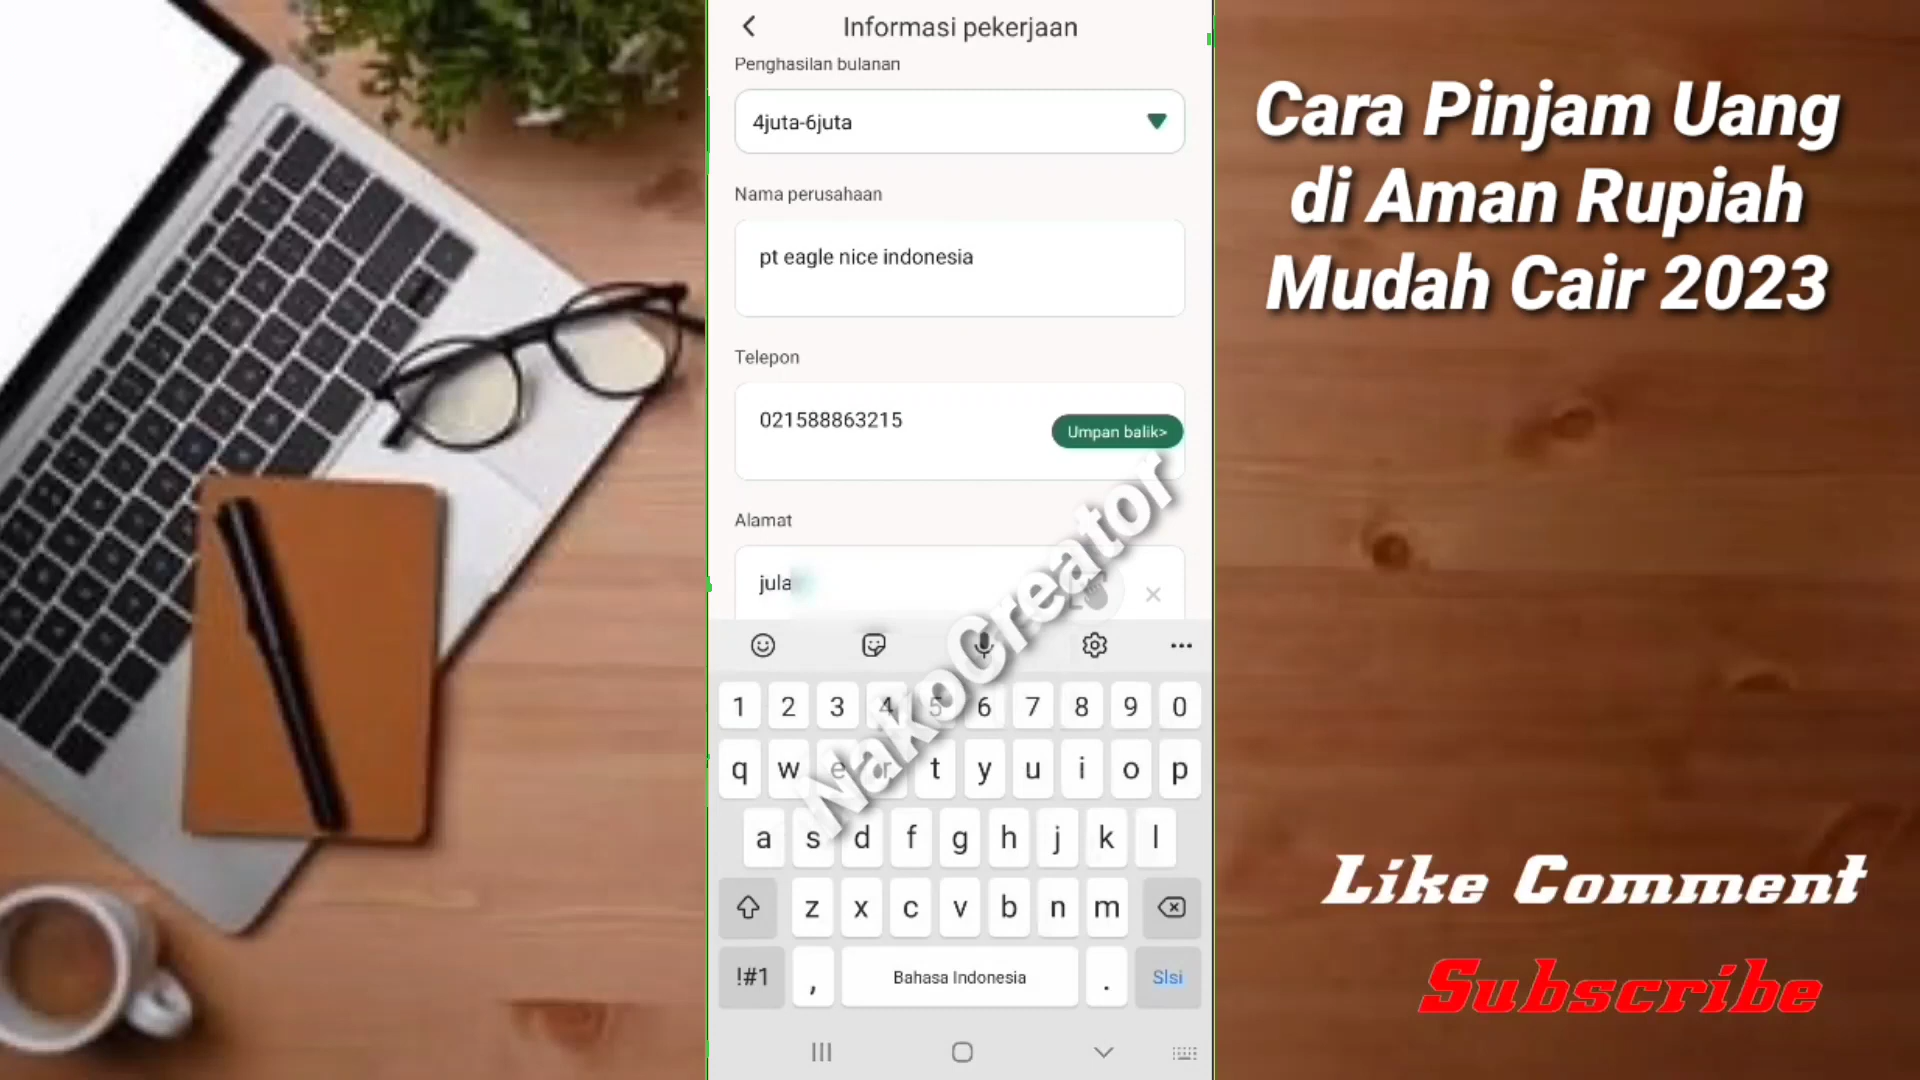 Informasi pekerjaan
Penghasilan bulanan
4juta-6juta
Nama perusahaan
pt eagle nice indonesia
Telepon
021588863215
Umpan balik>
Alamat
jula
NakoCreator
1 2 3 4 5 6 7 8 9 0
q w e r t y u i o p
a s d f g h j k l
z x c v b n m
!#1 , Bahasa Indonesia . Slsi
Cara Pinjam Uang
di Aman Rupiah
Mudah Cair 2023
Like Comment
Subscribe